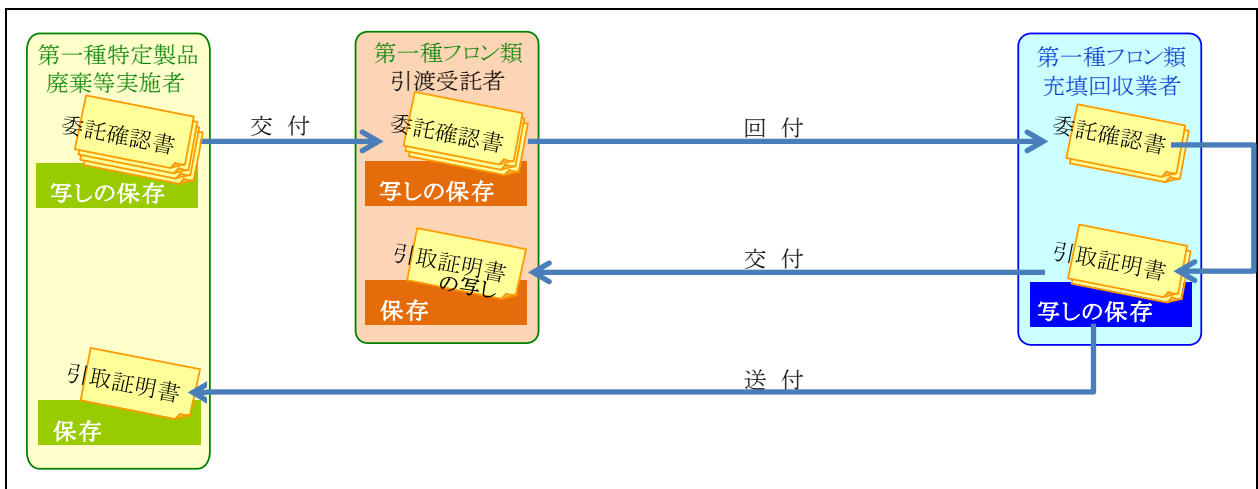 第一種特定製品
廃棄等実施者
委託確認書
写しの保存
交 付
第一種フロン類
引渡受託者
委託確認書
写しの保存
回 付
第一種フロン類
充填回収業者
委託確認書
引取証明書
写しの保存
交 付
引取証明書
の写し
保存
送 付
引取証明書
保存